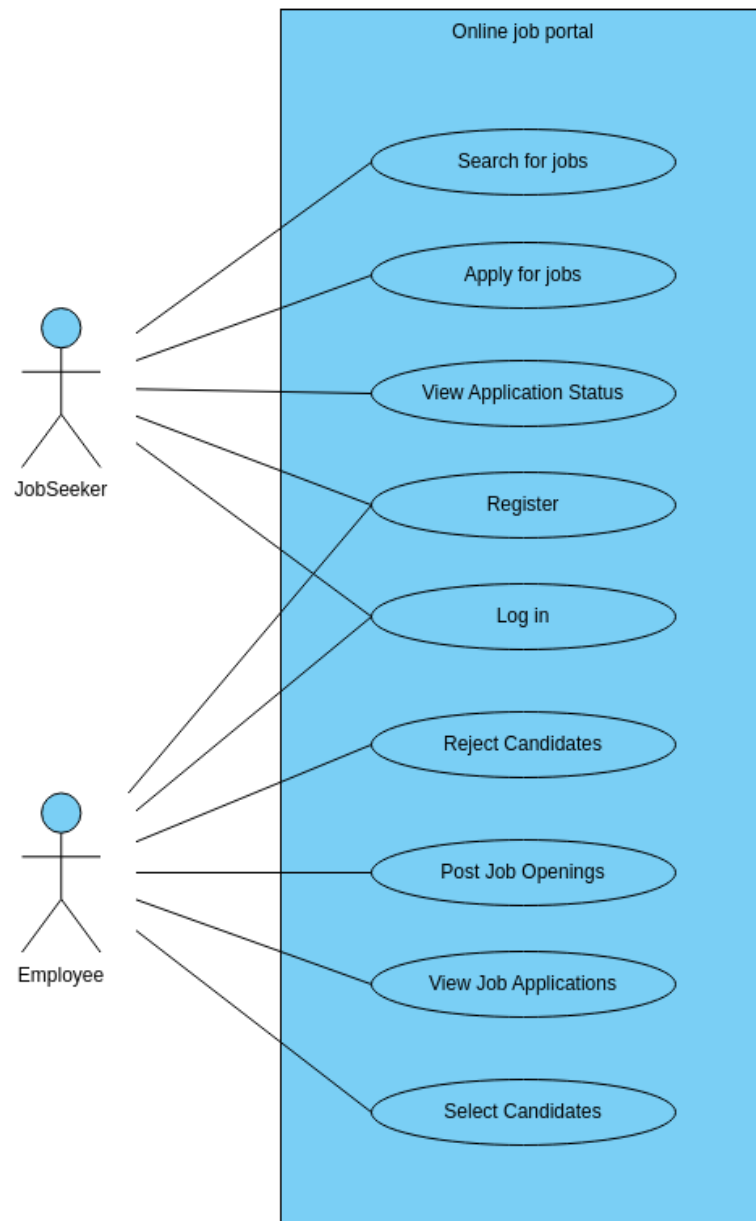 Online job portal
Search for jobs
Apply for jobs
View Application Status
JobSeeker
Register
Log in
Reject Candidates
Post Job Openings
Employee
View Job Applications
Select Candidates